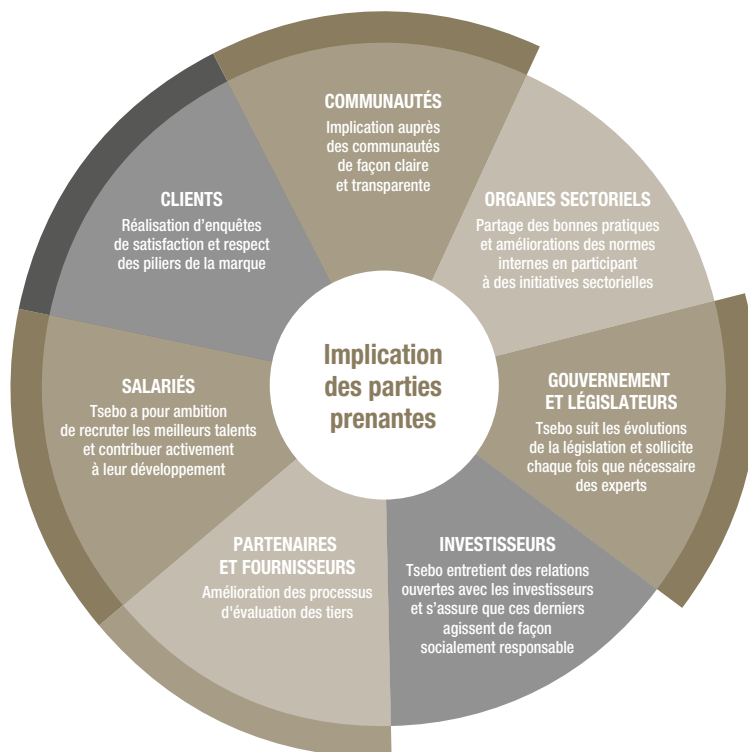 COMMUNAUTÉS
Implication auprès
des communautés
de façon claire
et transparente
ORGANES SECTORIELS
Partage des bonnes pratiques
et améliorations des normes
internes en participant
à des initiatives sectorielles
GOUVERNEMENT
ET LÉGISLATEURS
Tsebo suit les évolutions
de la législation et sollicite
chaque fois que nécessaire
des experts
INVESTISSEURS
Tsebo entretient des relations
ouvertes avec les investisseurs
et s’assure que ces derniers
agissent de façon
socialement responsable
PARTENAIRES
ET FOURNISSEURS
Amélioration des processus
d'évaluation des tiers
SALARIÉS
Tsebo a pour ambition
de recruter les meilleurs talents
et contribuer activement
à leur développement
CLIENTS
Réalisation d’enquêtes
de satisfaction et respect
des piliers de la marque
Implication
des parties
prenantes